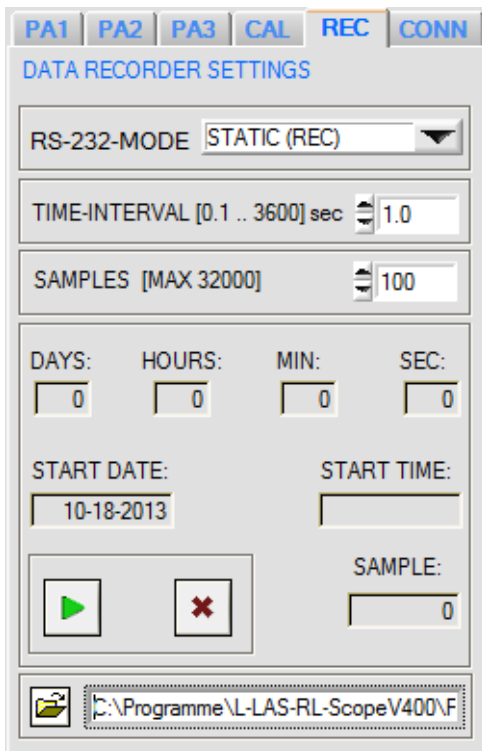 PA1 PA2 PA3 CAL REC CONN
DATA RECORDER SETTINGS
RS-232-MODE STATIC (REC)
TIME-INTERVAL [0.1 .. 3600] sec 1.0
SAMPLES [MAX 32000] 100
DAYS: HOURS: MIN: SEC:
0 0 0 0
START DATE: START TIME:
10-18-2013
SAMPLE:
0
C:\Programme\L-LAS-RL-ScopeV400\F